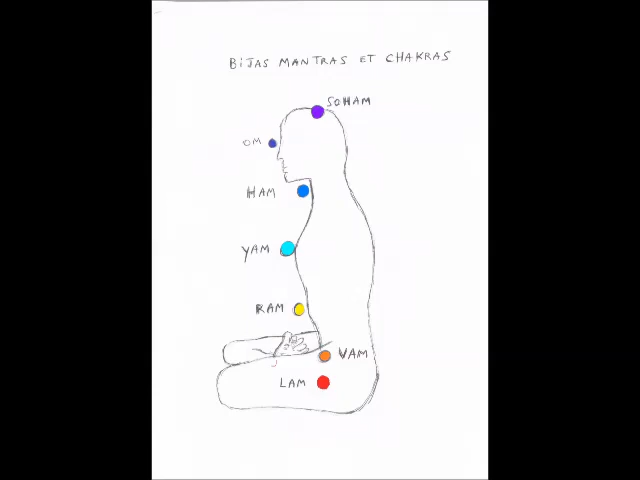 BiJAS MANTRAS ET CHAKRAS
SOHAM
OM
HAM
YAM
RAM
VAM
LAM